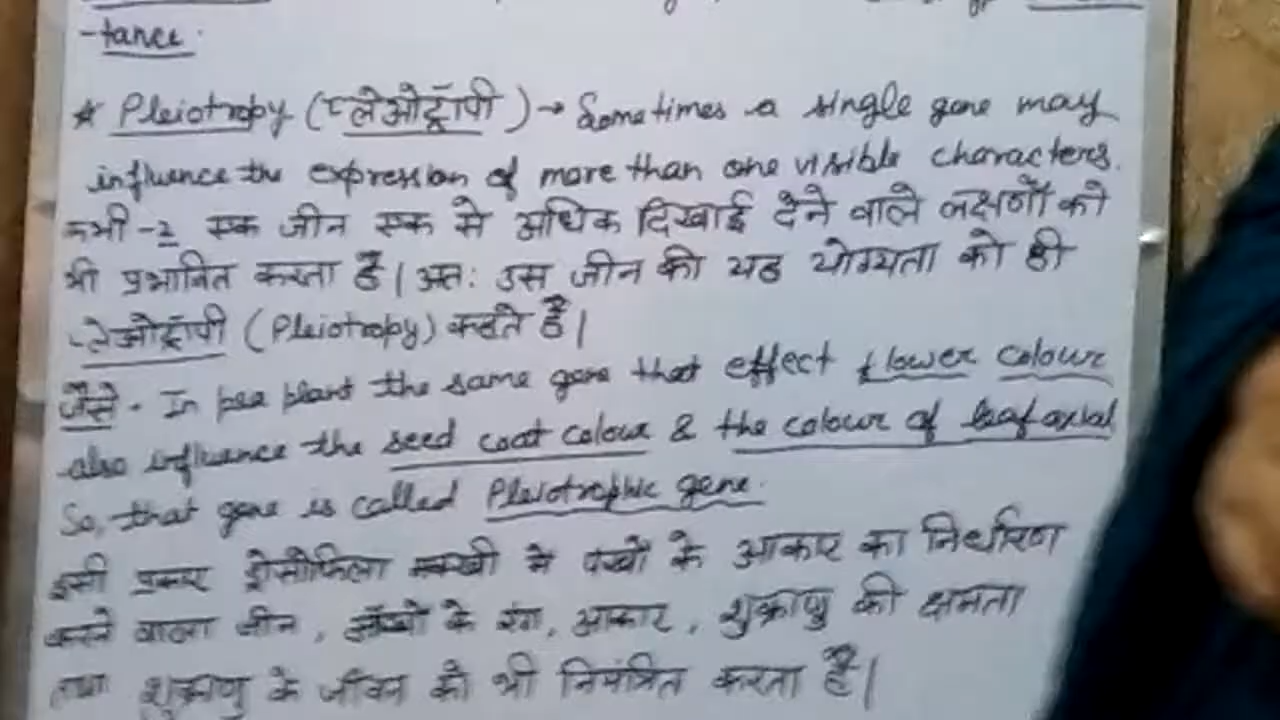 -tance.
* Pleiotropy (प्लेओट्रॉपी) → Sometimes a single gene may
influence the expression of more than one visible characters.
कभी-2 एक जीन एक से अधिक दिखाई देने वाले लक्षणों को
भी प्रभावित करता है। अतः उस जीन की यह योग्यता को ही
प्लेओट्रॉपी (Pleiotropy) कहते हैं।
जैसे - In pea plant the same gene that effect flower colour
also influence the seed coat colour & the colour of leaf axial
So, that gene is called Pleiotrophic gene.
इसी प्रकार ड्रोसोफिला मक्खी में पंखों के आकार का निर्धारण
करने वाला जीन, आँखों के रंग, आकार, शुक्राणु की क्षमता
तथा शुक्राणु के जीवन को भी नियंत्रित करता है।